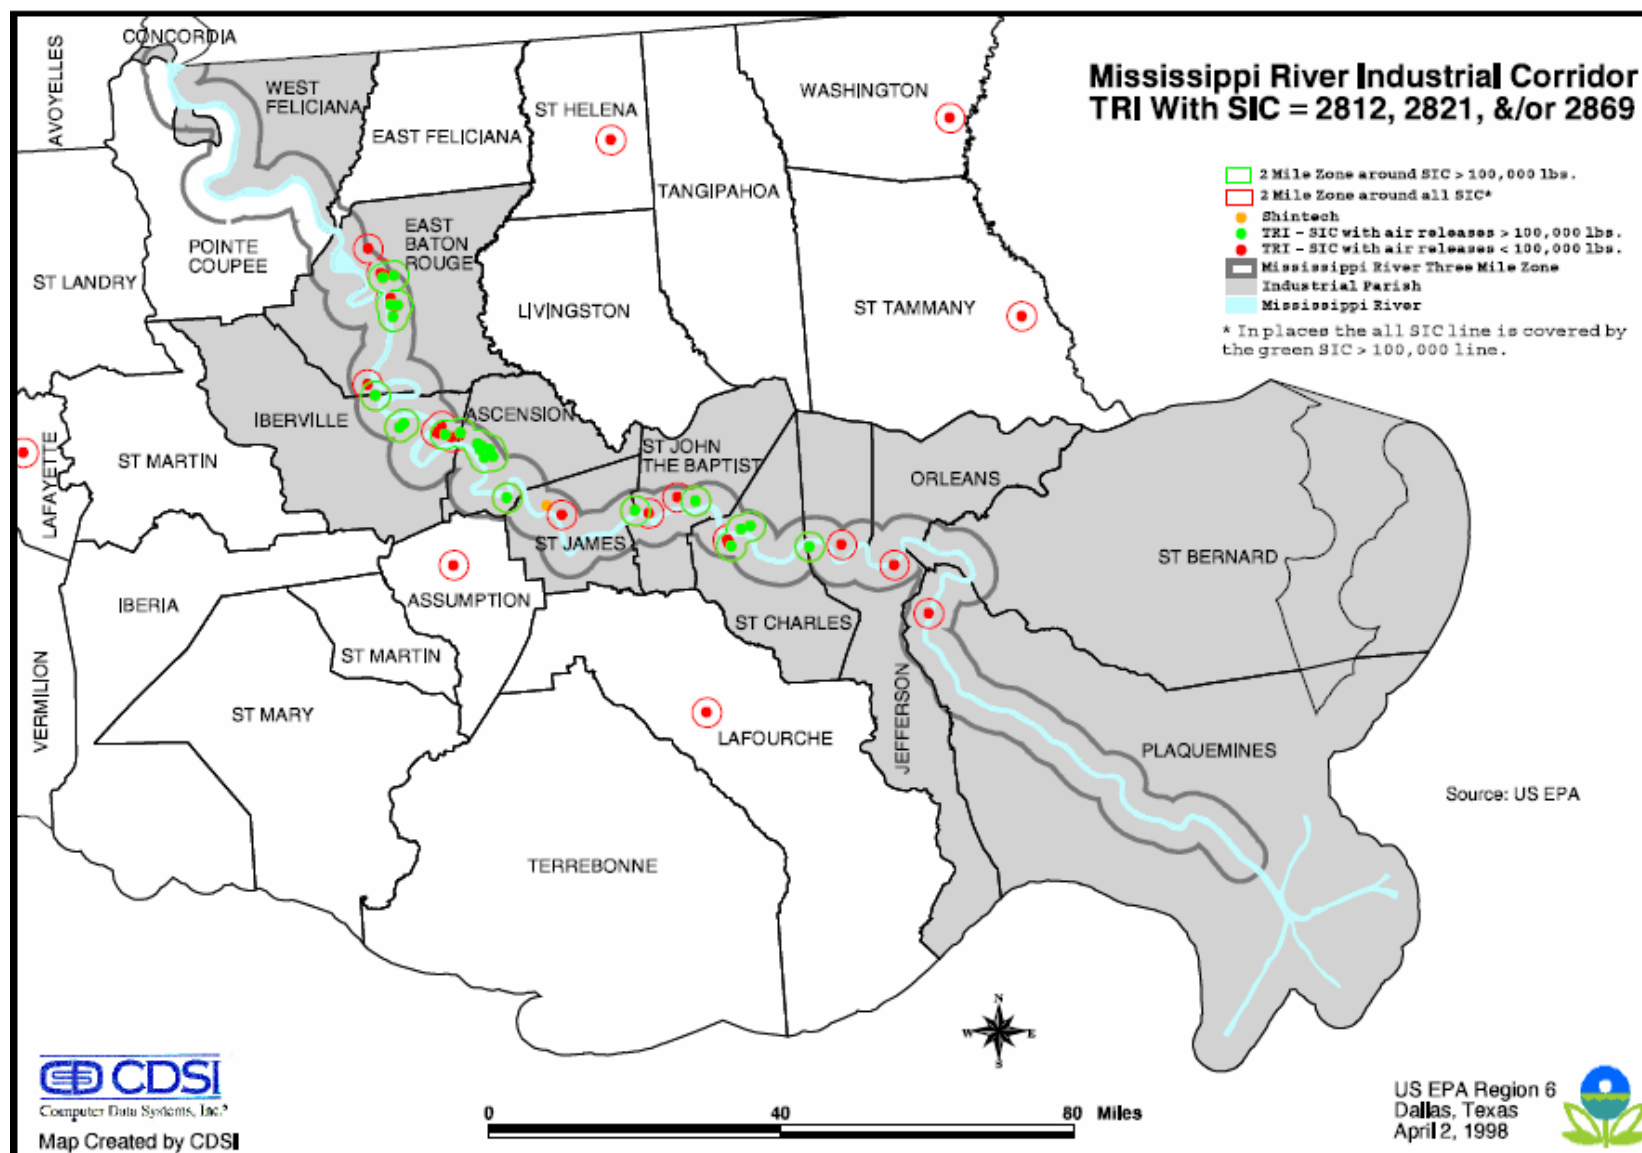 Mississippi River Industrial Corridor
TRI With SIC = 2812, 2821, &/or 2869
2 Mile Zone around SIC > 100,000 lbs.
2 Mile Zone around all SIC*
Shintech
TRI - SIC with air releases > 100,000 lbs.
TRI - SIC with air releases < 100,000 lbs.
Mississippi River Three Mile Zone
Industrial Parish
Mississippi River
* In places the all SIC line is covered by
the green SIC > 100,000 line.
CONCORDIA
AVOYELLES
WEST
FELICIANA
EAST FELICIANA
ST HELENA
WASHINGTON
TANGIPAHOA
POINTE
COUPEE
EAST
BATON
ROUGE
ST LANDRY
LIVINGSTON
ST TAMMANY
IBERVILLE
ASCENSION
ST MARTIN
LAFAYETTE
ST JOHN
THE BAPTIST
ORLEANS
ST JAMES
ST BERNARD
IBERIA
ASSUMPTION
ST CHARLES
ST MARTIN
VERMILION
ST MARY
LAFOURCHE
JEFFERSON
PLAQUEMINES
Source: US EPA
TERREBONNE
N
W E
S
CDSI
Computer Data Systems, Inc.
Map Created by CDSI
0 40 80 Miles
US EPA Region 6
Dallas, Texas
April 2, 1998